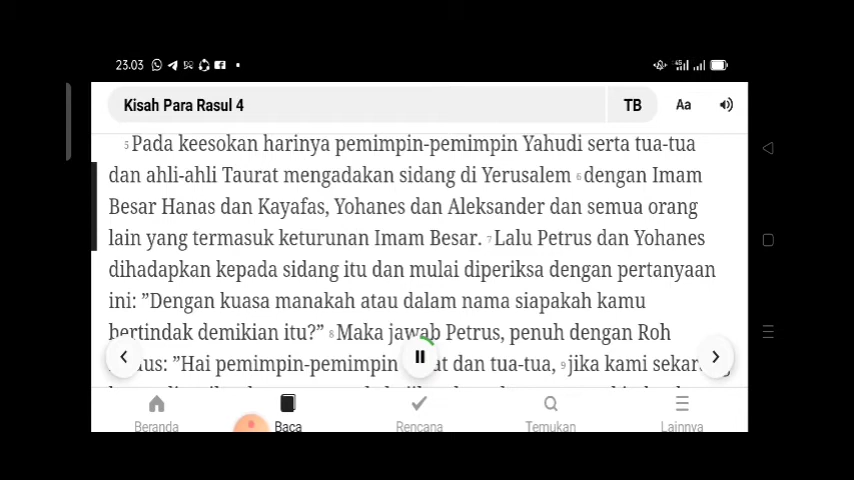 23.03
Kisah Para Rasul 4 TB Aa
5 Pada keesokan harinya pemimpin-pemimpin Yahudi serta tua-tua
dan ahli-ahli Taurat mengadakan sidang di Yerusalem 6 dengan Imam
Besar Hanas dan Kayafas, Yohanes dan Aleksander dan semua orang
lain yang termasuk keturunan Imam Besar. 7 Lalu Petrus dan Yohanes
dihadapkan kepada sidang itu dan mulai diperiksa dengan pertanyaan
ini: ”Dengan kuasa manakah atau dalam nama siapakah kamu
bertindak demikian itu?” 8 Maka jawab Petrus, penuh dengan Roh
”Hai pemimpin-pemimpin dan tua-tua, 9 jika kami
Beranda Baca Rencana Temukan Lainnya